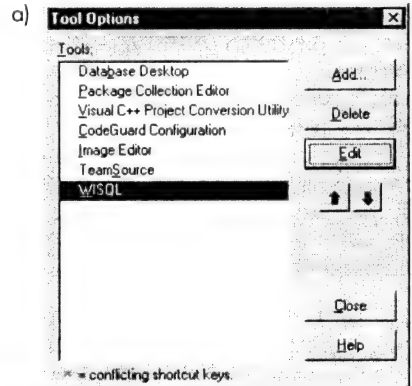 a)
Tool Options
Tools:
Database Desktop
Package Collection Editor
Visual C++ Project Conversion Utility
CodeGuard Configuration
Image Editor
TeamSource
WISQL
Add...
Delete
Edit
Close
Help
* = conflicting shortcut keys.